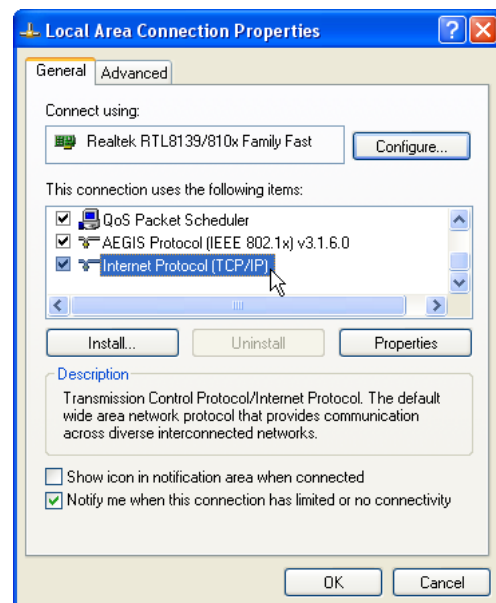 Local Area Connection Properties
General Advanced
Connect using:
Realtek RTL8139/810x Family Fast Configure...
This connection uses the following items:
QoS Packet Scheduler
AEGIS Protocol (IEEE 802.1x) v3.1.6.0
Internet Protocol (TCP/IP)
Install... Uninstall Properties
Description
Transmission Control Protocol/Internet Protocol. The default
wide area network protocol that provides communication
across diverse interconnected networks.
Show icon in notification area when connected
Notify me when this connection has limited or no connectivity
OK Cancel